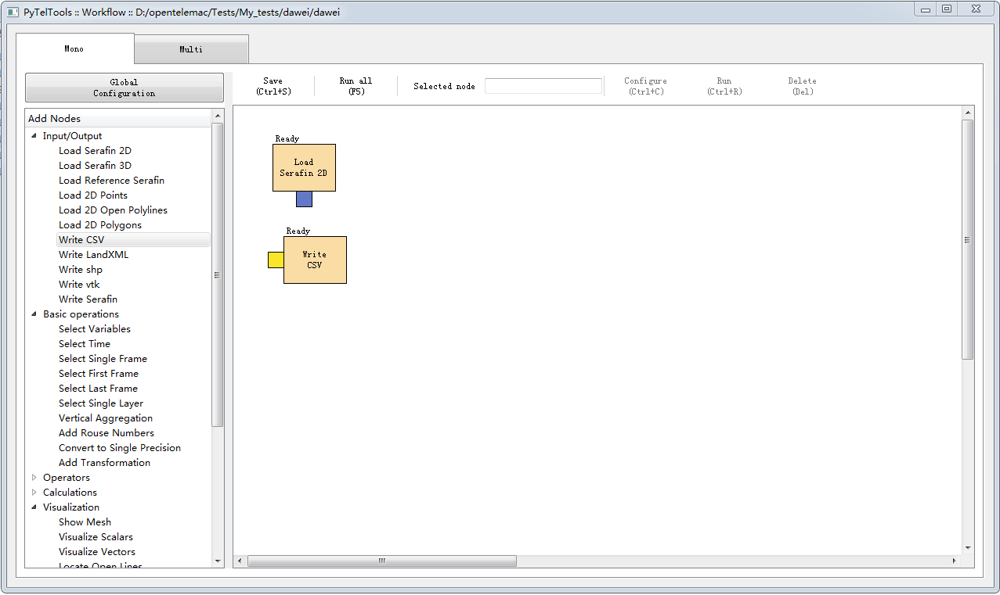 PyTelTools :: Workflow :: D:/opentelemac/Tests/My_tests/dawei/dawei
Mono
Multi
Global
Configuration
Save
(Ctrl+S)
Run all
(F5)
Selected node
Configure
(Ctrl+C)
Run
(Ctrl+R)
Delete
(Del)
Add Nodes
Input/Output
Load Serafin 2D
Load Serafin 3D
Load Reference Serafin
Load 2D Points
Load 2D Open Polylines
Load 2D Polygons
Write CSV
Write LandXML
Write shp
Write vtk
Write Serafin
Basic operations
Select Variables
Select Time
Select Single Frame
Select First Frame
Select Last Frame
Select Single Layer
Vertical Aggregation
Add Rouse Numbers
Convert to Single Precision
Add Transformation
Operators
Calculations
Visualization
Show Mesh
Visualize Scalars
Visualize Vectors
Locate Open Lines
Ready
Load
Serafin 2D
Ready
Write
CSV